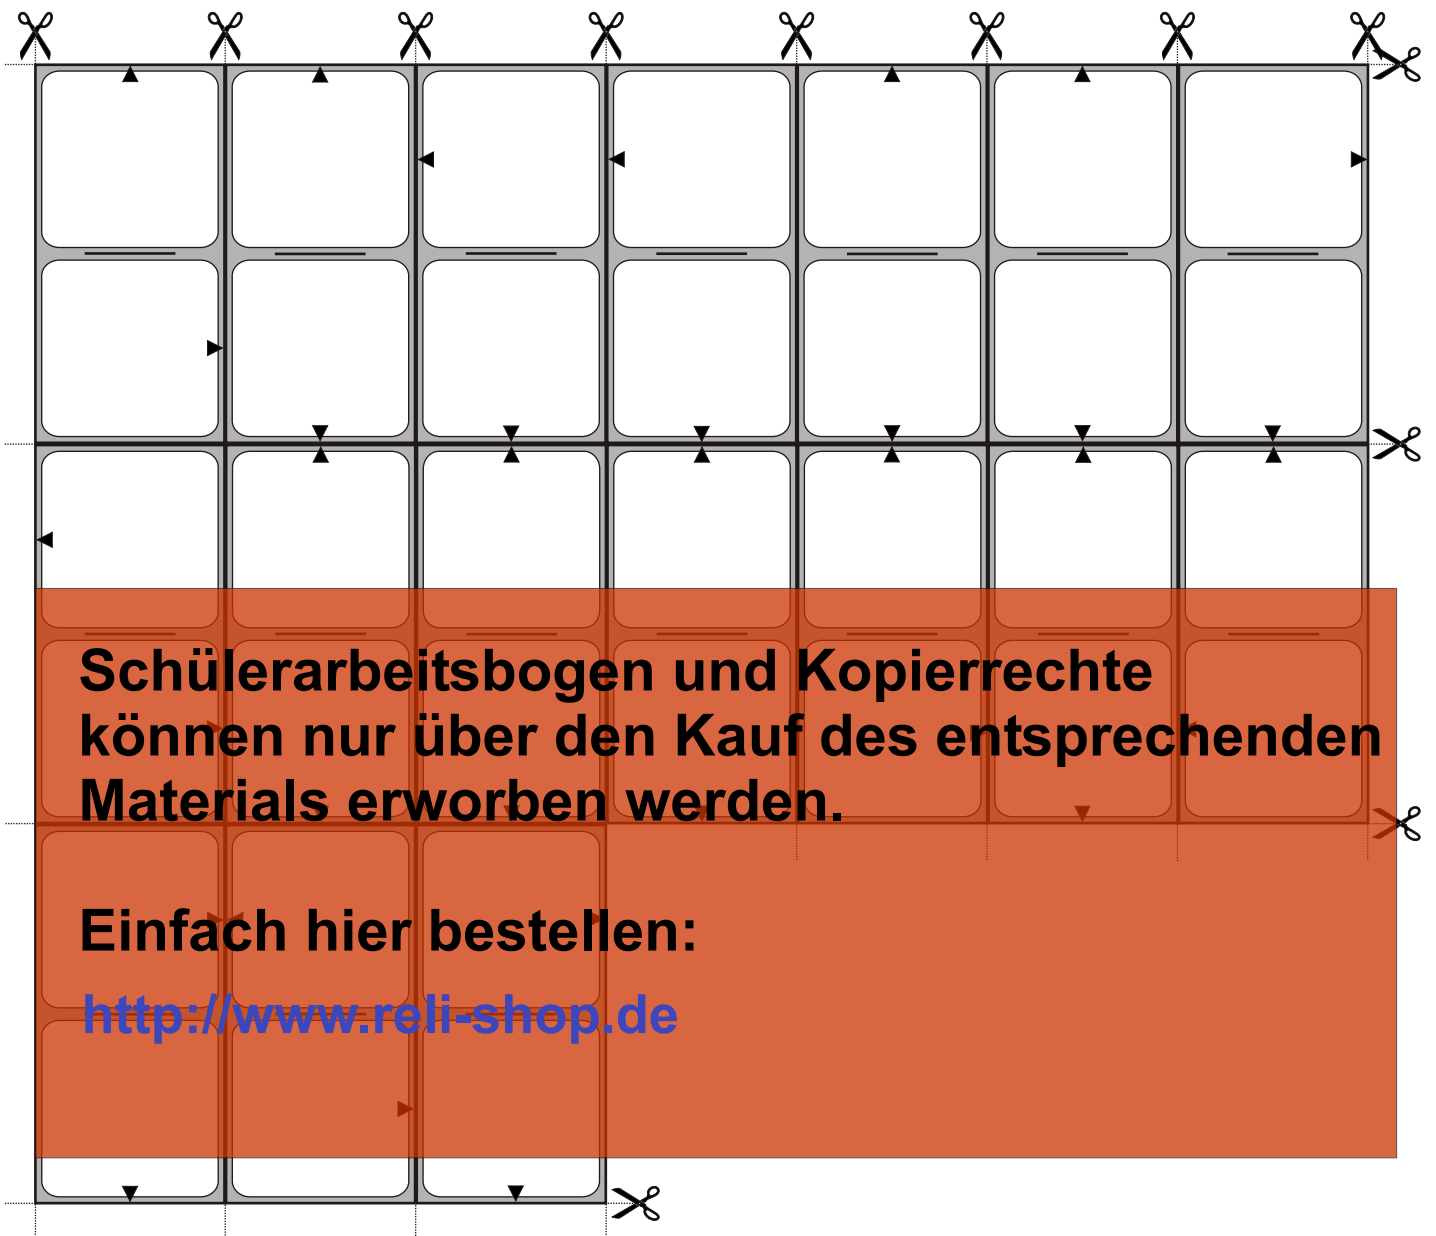 Schülerarbeitsbogen und Kopierrechte
können nur über den Kauf des entsprechenden
Materials erworben werden.
Einfach hier bestellen:
http://www.reli-shop.de